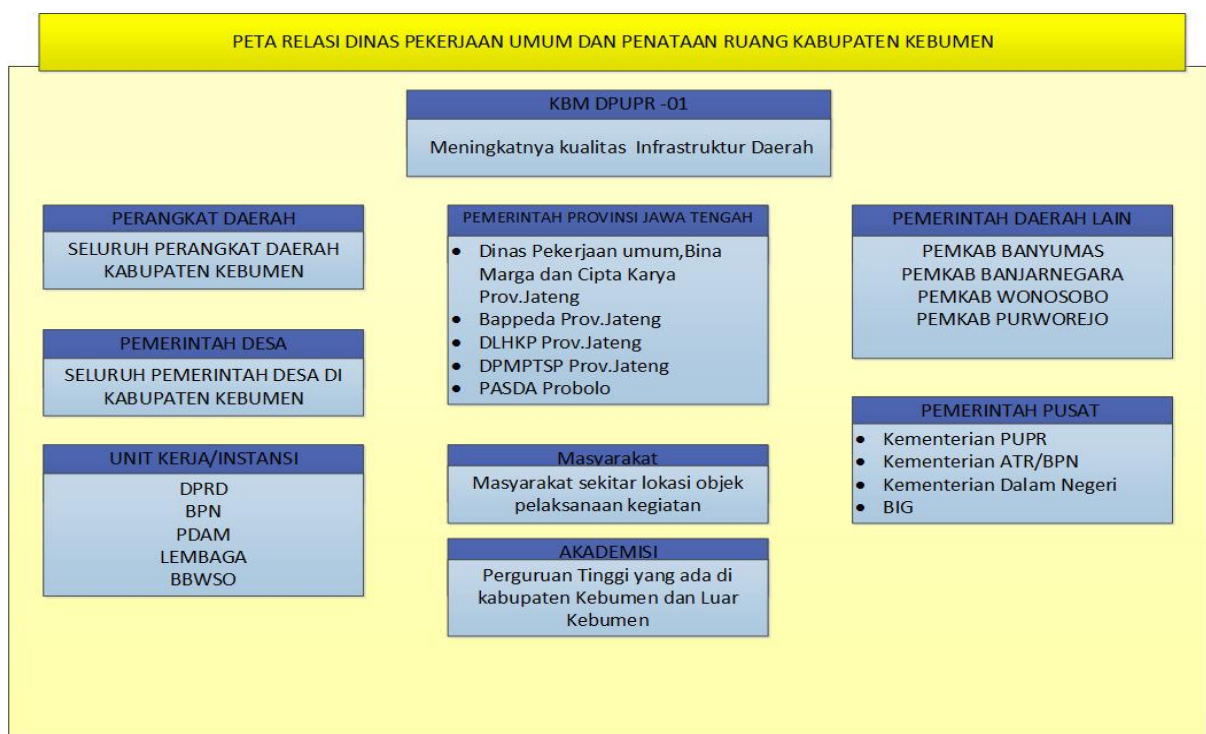 PETA RELASI DINAS PEKERJAAN UMUM DAN PENATAAN RUANG KABUPATEN KEBUMEN
KBM DPUPR -01
Meningkatnya kualitas Infrastruktur Daerah
PERANGKAT DAERAH
SELURUH PERANGKAT DAERAH
KABUPATEN KEBUMEN
PEMERINTAH DESA
SELURUH PEMERINTAH DESA DI
KABUPATEN KEBUMEN
UNIT KERJA/INSTANSI
DPRD
BPN
PDAM
LEMBAGA
BBWSO
PEMERINTAH PROVINSI JAWA TENGAH
• Dinas Pekerjaan umum,Bina
Marga dan Cipta Karya
Prov.Jateng
• Bappeda Prov.Jateng
• DLHKP Prov.Jateng
• DPMPTSP Prov.Jateng
• PASDA Probolo
Masyarakat
Masyarakat sekitar lokasi objek
pelaksanaan kegiatan
AKADEMISI
Perguruan Tinggi yang ada di
kabupaten Kebumen dan Luar
Kebumen
PEMERINTAH DAERAH LAIN
PEMKAB BANYUMAS
PEMKAB BANJARNEGARA
PEMKAB WONOSOBO
PEMKAB PURWOREJO
PEMERINTAH PUSAT
• Kementerian PUPR
• Kementerian ATR/BPN
• Kementerian Dalam Negeri
• BIG